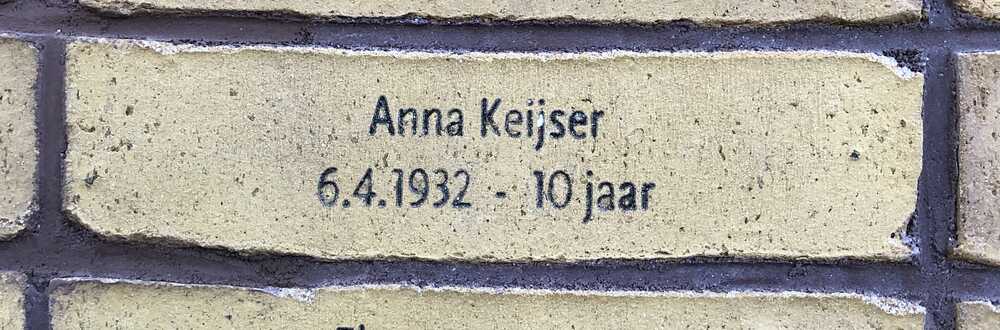 Anna Keijser
6.4.1932 - 10 jaar